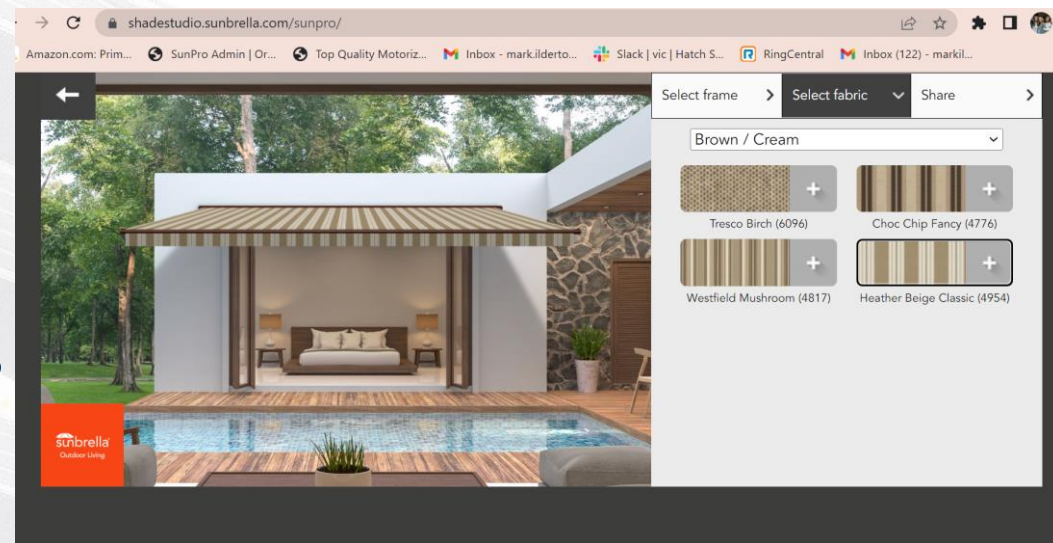 shadestudio.sunbrella.com/sunpro/
Amazon.com: Prim... SunPro Admin | Or... Top Quality Motoriz... Inbox - mark.ilderto... Slack | vic | Hatch S... RingCentral Inbox (122) - markil...
Select frame Select fabric Share
Brown / Cream
Tresco Birch (6096) Choc Chip Fancy (4776)
Westfield Mushroom (4817) Heather Beige Classic (4954)
sunbrella
Outdoor Living